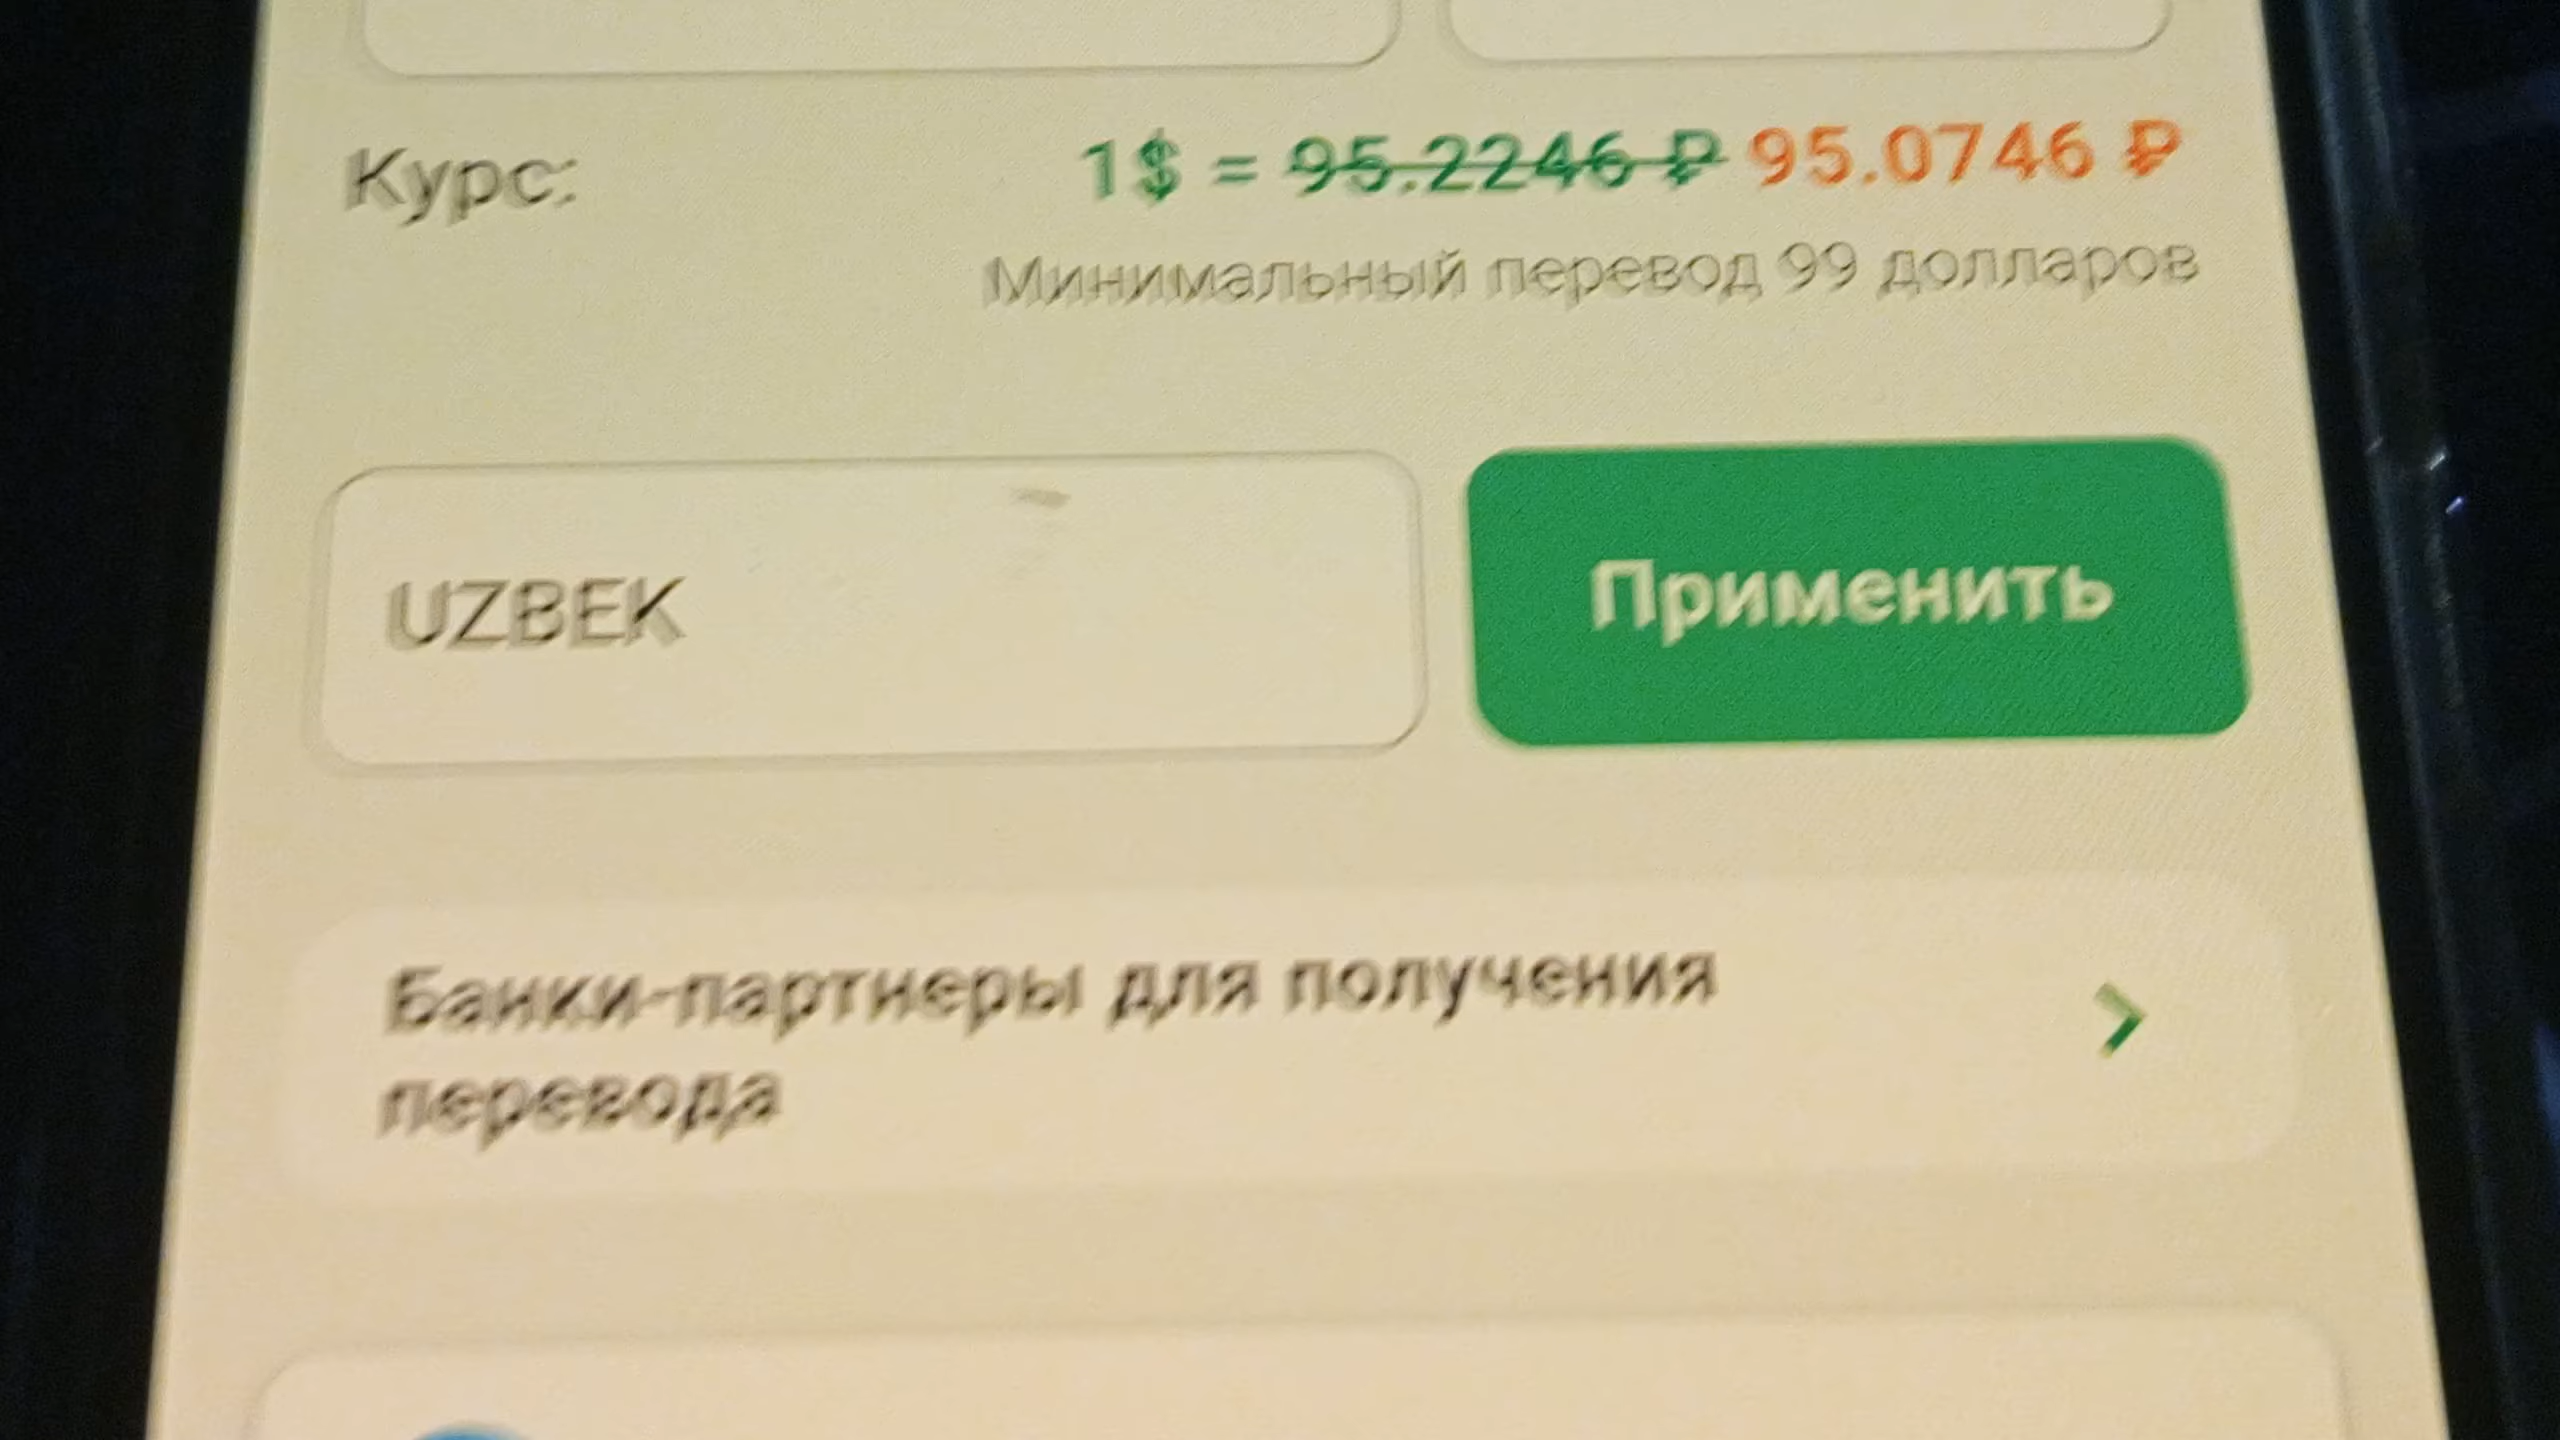 Курс:
1$ = 95.2246 ₽ 95.0746 ₽
Минимальный перевод 99 долларов
UZBEK
Применить
Банки-партнеры для получения
перевода